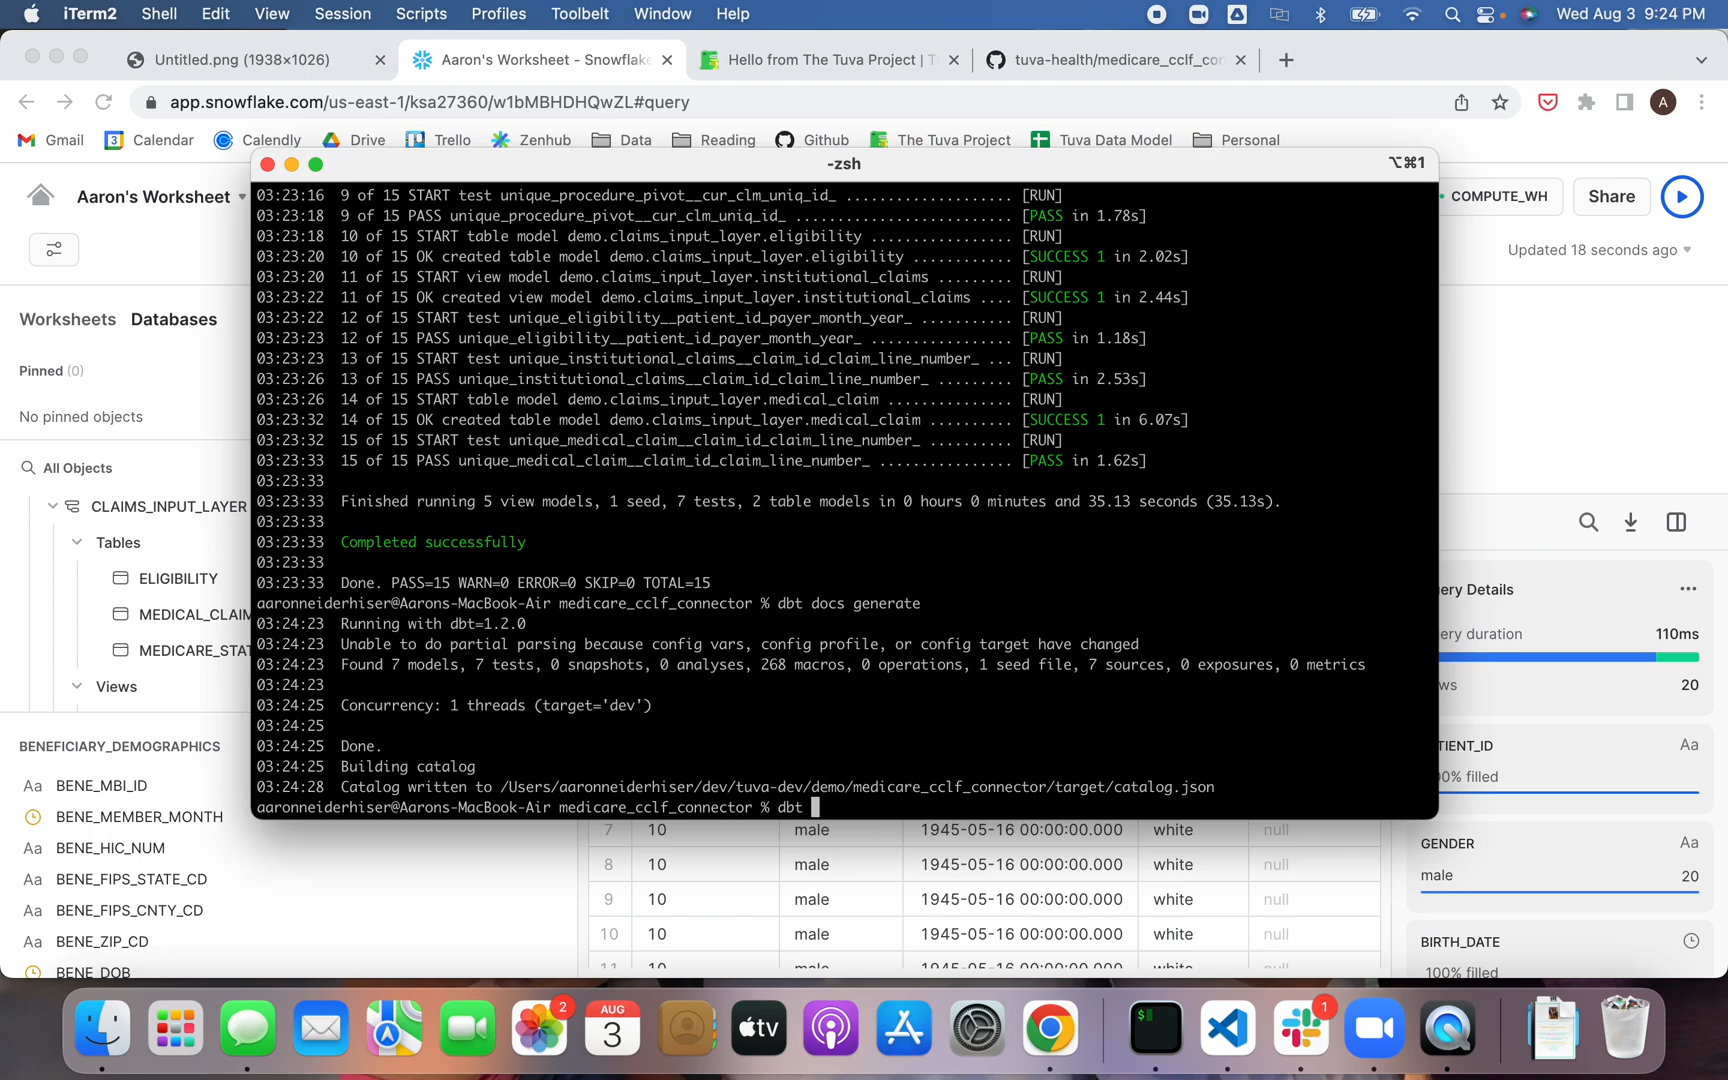 iTerm2 Shell Edit View Session Scripts Profiles Toolbelt Window Help Wed Aug 3 9:24 PM
Untitled.png (1938×1026) Aaron's Worksheet - Snowflake Hello from The Tuva Project | T tuva-health/medicare_cclf_con
app.snowflake.com/us-east-1/ksa27360/w1bMBHDHQwZL#query A
Gmail Calendar Calendly Drive Trello Zenhub Data Reading Github The Tuva Project Tuva Data Model Personal
-zsh ⌥⌘1
Aaron's Worksheet COMPUTE_WH Share
Updated 18 seconds ago
Worksheets Databases
Pinned (0)
No pinned objects
All Objects
CLAIMS_INPUT_LAYER
Tables
ELIGIBILITY
MEDICAL_CLAIM
MEDICARE_STAT
Views
BENEFICIARY_DEMOGRAPHICS
Aa BENE_MBI_ID
BENE_MEMBER_MONTH
Aa BENE_HIC_NUM
Aa BENE_FIPS_STATE_CD
Aa BENE_FIPS_CNTY_CD
Aa BENE_ZIP_CD
BENE_DOB
03:23:16 9 of 15 START test unique_procedure_pivot__cur_clm_uniq_id_ .................... [RUN]
03:23:18 9 of 15 PASS unique_procedure_pivot__cur_clm_uniq_id_ .......................... [PASS in 1.78s]
03:23:18 10 of 15 START table model demo.claims_input_layer.eligibility ................. [RUN]
03:23:20 10 of 15 OK created table model demo.claims_input_layer.eligibility ............ [SUCCESS 1 in 2.02s]
03:23:20 11 of 15 START view model demo.claims_input_layer.institutional_claims ......... [RUN]
03:23:22 11 of 15 OK created view model demo.claims_input_layer.institutional_claims .... [SUCCESS 1 in 2.44s]
03:23:22 12 of 15 START test unique_eligibility__patient_id_payer_month_year_ ........... [RUN]
03:23:23 12 of 15 PASS unique_eligibility__patient_id_payer_month_year_ ................. [PASS in 1.18s]
03:23:23 13 of 15 START test unique_institutional_claims__claim_id_claim_line_number_ ... [RUN]
03:23:26 13 of 15 PASS unique_institutional_claims__claim_id_claim_line_number_ ......... [PASS in 2.53s]
03:23:26 14 of 15 START table model demo.claims_input_layer.medical_claim ............... [RUN]
03:23:32 14 of 15 OK created table model demo.claims_input_layer.medical_claim .......... [SUCCESS 1 in 6.07s]
03:23:32 15 of 15 START test unique_medical_claim__claim_id_claim_line_number_ .......... [RUN]
03:23:33 15 of 15 PASS unique_medical_claim__claim_id_claim_line_number_ ................ [PASS in 1.62s]
03:23:33
03:23:33 Finished running 5 view models, 1 seed, 7 tests, 2 table models in 0 hours 0 minutes and 35.13 seconds (35.13s).
03:23:33
03:23:33 Completed successfully
03:23:33
03:23:33 Done. PASS=15 WARN=0 ERROR=0 SKIP=0 TOTAL=15
aaronneiderhiser@Aarons-MacBook-Air medicare_cclf_connector % dbt docs generate
03:24:23 Running with dbt=1.2.0
03:24:23 Unable to do partial parsing because config vars, config profile, or config target have changed
03:24:23 Found 7 models, 7 tests, 0 snapshots, 0 analyses, 268 macros, 0 operations, 1 seed file, 7 sources, 0 exposures, 0 metrics
03:24:23
03:24:25 Concurrency: 1 threads (target='dev')
03:24:25
03:24:25 Done.
03:24:25 Building catalog
03:24:28 Catalog written to /Users/aaronneiderhiser/dev/tuva-dev/demo/medicare_cclf_connector/target/catalog.json
aaronneiderhiser@Aarons-MacBook-Air medicare_cclf_connector % dbt
7 10 male 1945-05-16 00:00:00.000 white null
8 10 male 1945-05-16 00:00:00.000 white null
9 10 male 1945-05-16 00:00:00.000 white null
10 10 male 1945-05-16 00:00:00.000 white null
11 10 male 1945-05-16 00:00:00.000 white null
ery Details ...
ery duration 110ms
ws 20
TIENT_ID Aa
00% filled
GENDER Aa
male 20
BIRTH_DATE
100% filled
2
AUG
3
tv
$
1